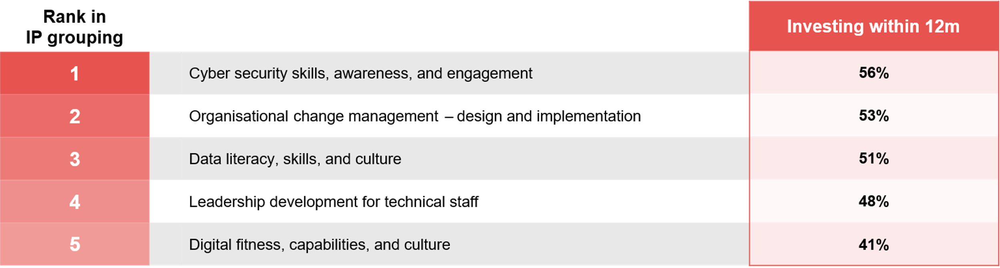 Rank in
IP grouping
Investing within 12m
1 Cyber security skills, awareness, and engagement 56%
2 Organisational change management – design and implementation 53%
3 Data literacy, skills, and culture 51%
4 Leadership development for technical staff 48%
5 Digital fitness, capabilities, and culture 41%